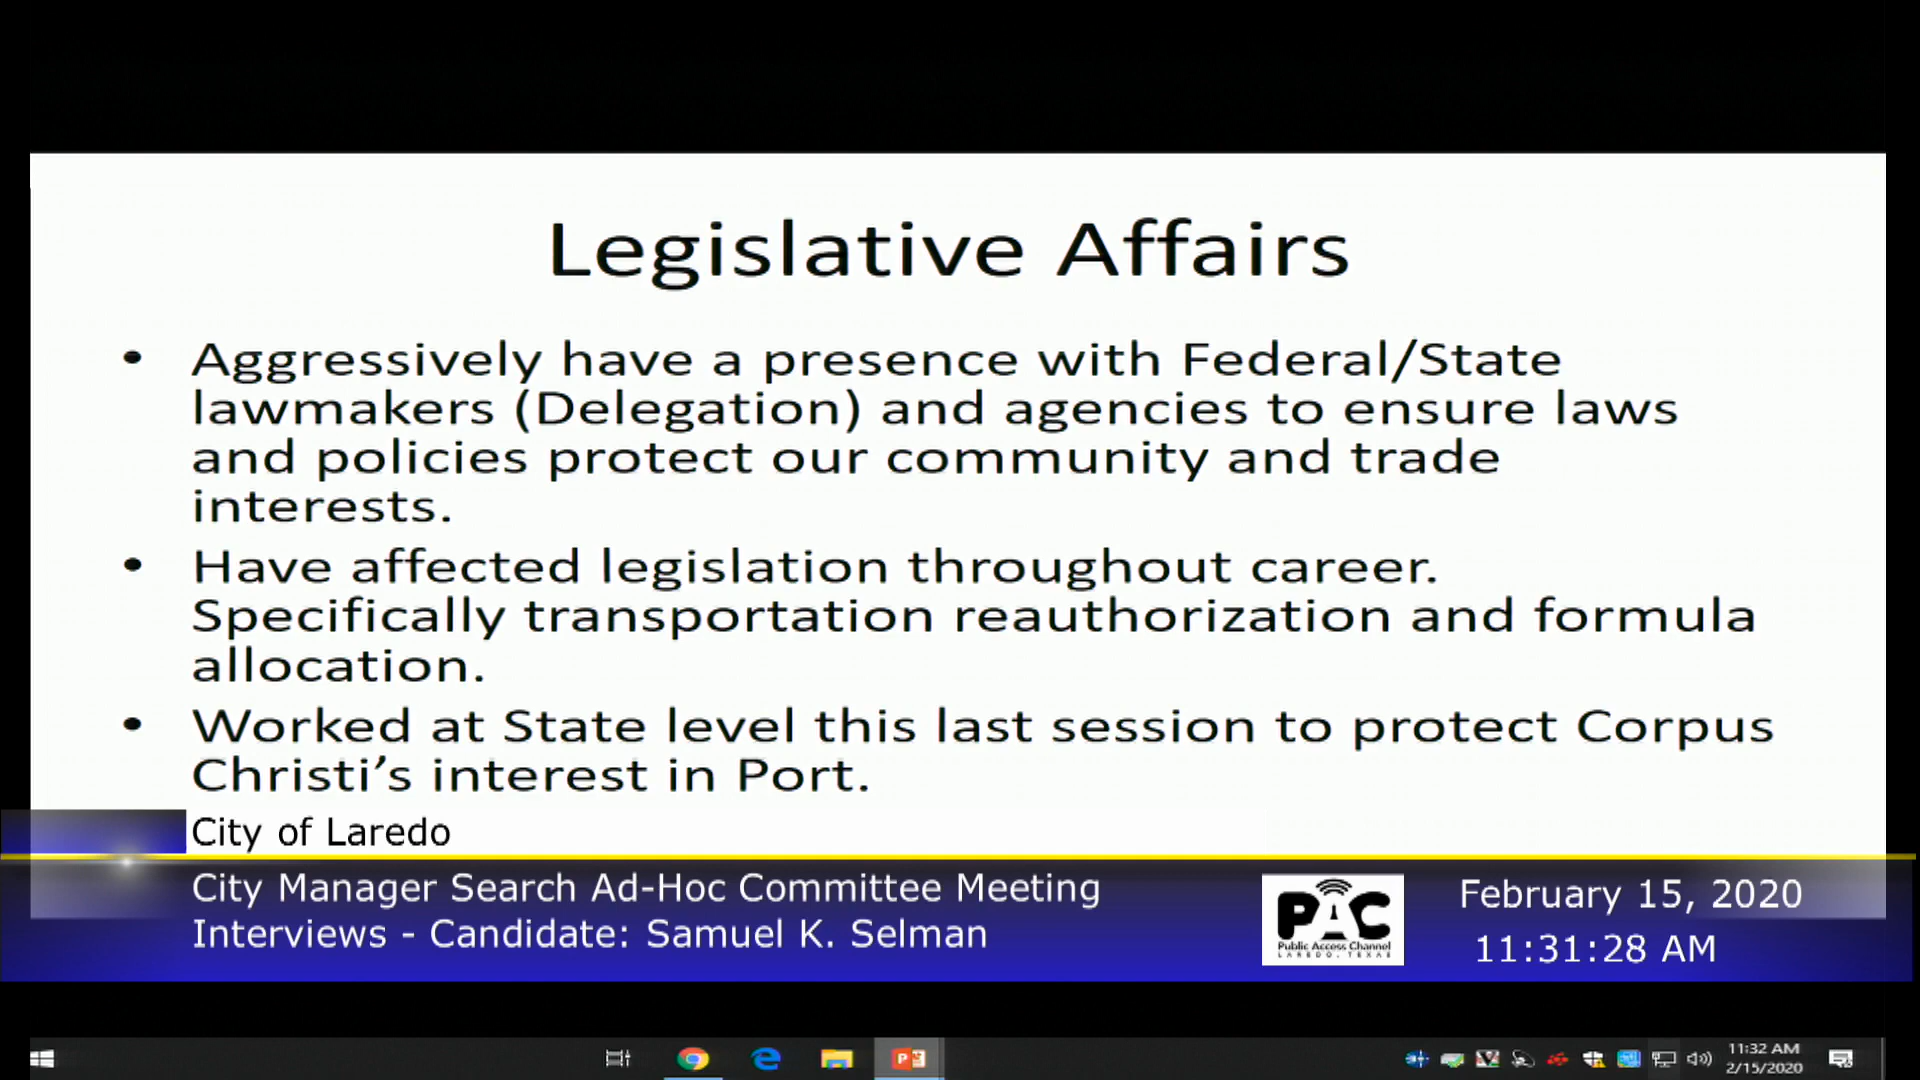 Legislative Affairs
• Aggressively have a presence with Federal/State
lawmakers (Delegation) and agencies to ensure laws
and policies protect our community and trade
interests.
• Have affected legislation throughout career.
Specifically transportation reauthorization and formula
allocation.
• Worked at State level this last session to protect Corpus
Christi’s interest in Port.
City of Laredo
City Manager Search Ad-Hoc Committee Meeting
Interviews - Candidate: Samuel K. Selman
PAC
Public Access Channel
LAREDO, TEXAS
February 15, 2020
11:31:28 AM
11:32 AM
2/15/2020